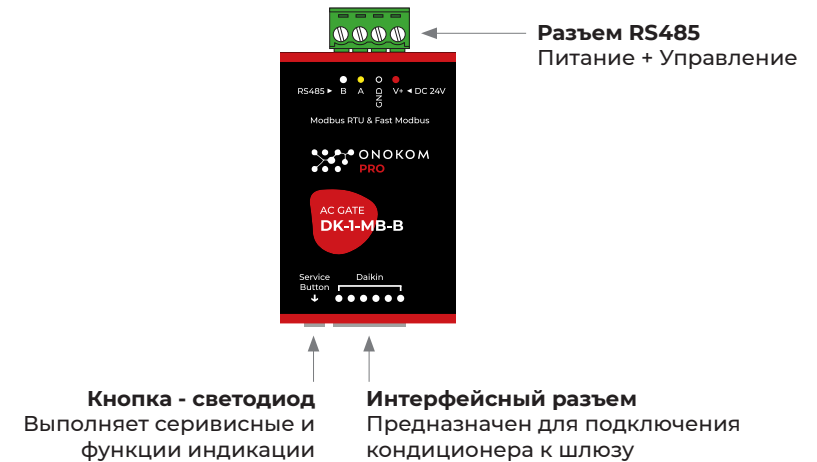 Разъем RS485
Питание + Управление
RS485 ▸ B A GND V+ ◂ DC 24V
Modbus RTU & Fast Modbus
ONOKOM
PRO
AC GATE
DK-1-MB-B
Service Button
Daikin
Кнопка - светодиод
Выполняет серивисные и
функции индикации
Интерфейсный разъем
Предназначен для подключения
кондиционера к шлюзу